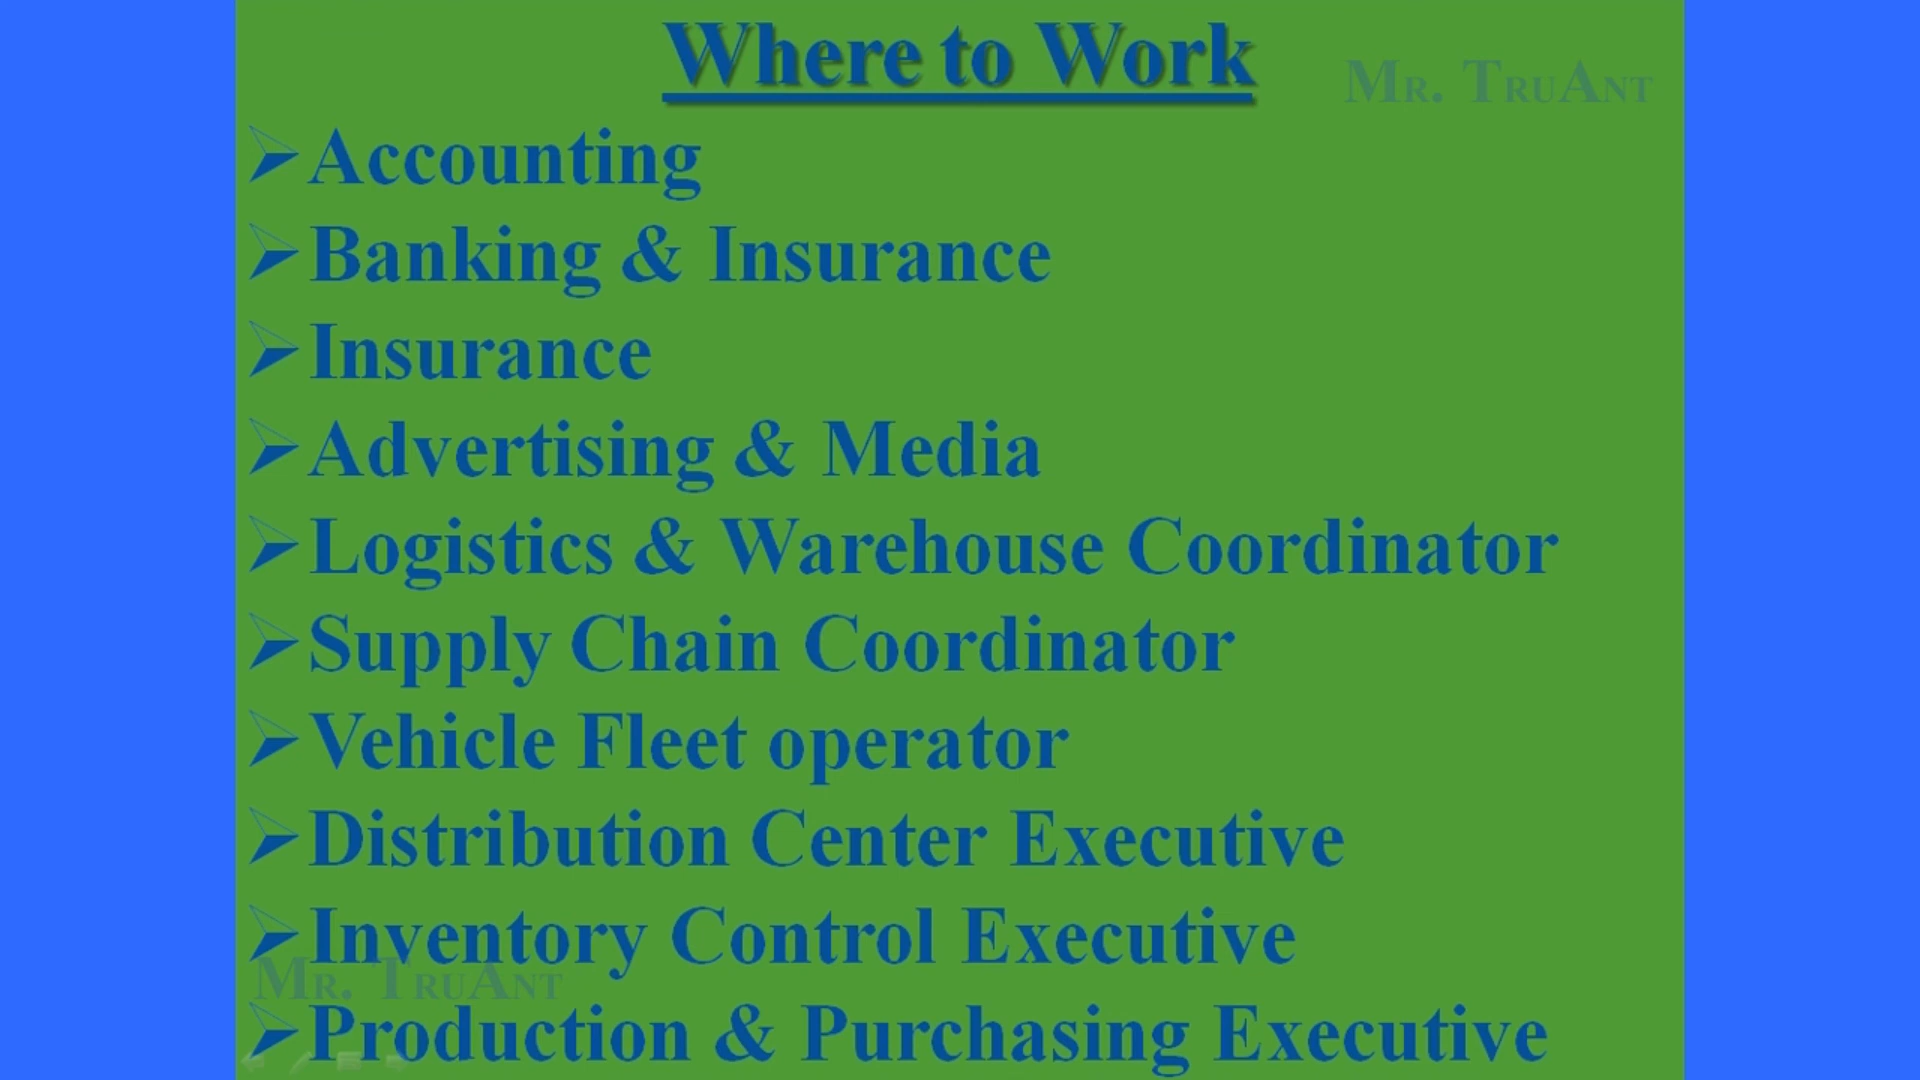 Where to Work
Mr. TruAnt
Accounting
Banking & Insurance
Insurance
Advertising & Media
Logistics & Warehouse Coordinator
Supply Chain Coordinator
Vehicle Fleet operator
Distribution Center Executive
Inventory Control Executive
Mr. TruAnt
Production & Purchasing Executive